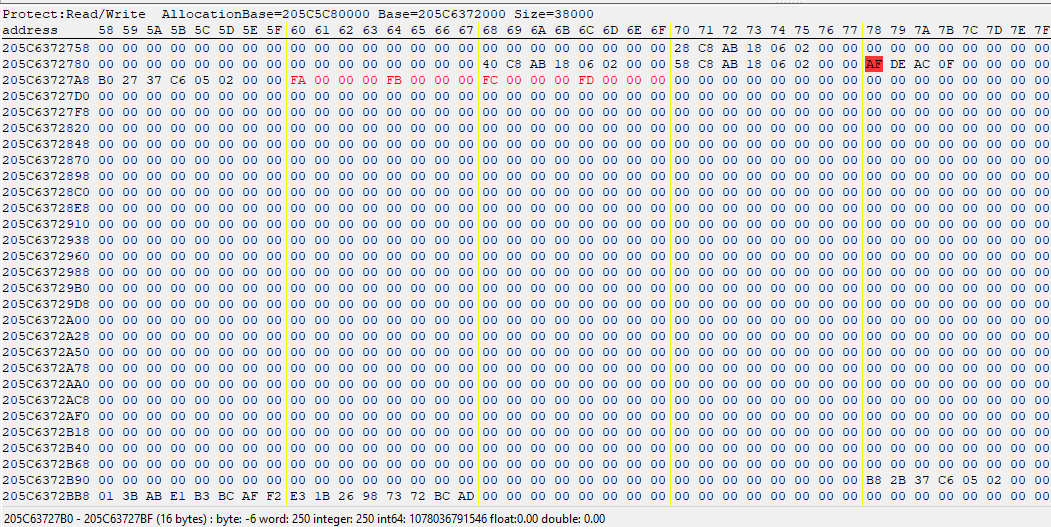 Protect:Read/Write AllocationBase=205C5C80000 Base=205C6372000 Size=38000
address 58 59 5A 5B 5C 5D 5E 5F 60 61 62 63 64 65 66 67 68 69 6A 6B 6C 6D 6E 6F 70 71 72 73 74 75 76 77 78 79 7A 7B 7C 7D 7E 7F
205C6372758 00 00 00 00 00 00 00 00 00 00 00 00 00 00 00 00 00 00 00 00 00 00 00 00 28 C8 AB 18 06 02 00 00 00 00 00 00 00 00 00 00
205C6372780 00 00 00 00 00 00 00 00 00 00 00 00 00 00 00 00 40 C8 AB 18 06 02 00 00 58 C8 AB 18 06 02 00 00 AF DE AC 0F 00 00 00 00
205C63727A8 B0 27 37 C6 05 02 00 00 FA 00 00 00 FB 00 00 00 FC 00 00 00 FD 00 00 00 00 00 00 00 00 00 00 00 00 00 00 00 00 00 00 00
205C63727D0 00 00 00 00 00 00 00 00 00 00 00 00 00 00 00 00 00 00 00 00 00 00 00 00 00 00 00 00 00 00 00 00 00 00 00 00 00 00 00 00
205C63727F8 00 00 00 00 00 00 00 00 00 00 00 00 00 00 00 00 00 00 00 00 00 00 00 00 00 00 00 00 00 00 00 00 00 00 00 00 00 00 00 00
205C6372820 00 00 00 00 00 00 00 00 00 00 00 00 00 00 00 00 00 00 00 00 00 00 00 00 00 00 00 00 00 00 00 00 00 00 00 00 00 00 00 00
205C6372848 00 00 00 00 00 00 00 00 00 00 00 00 00 00 00 00 00 00 00 00 00 00 00 00 00 00 00 00 00 00 00 00 00 00 00 00 00 00 00 00
205C6372870 00 00 00 00 00 00 00 00 00 00 00 00 00 00 00 00 00 00 00 00 00 00 00 00 00 00 00 00 00 00 00 00 00 00 00 00 00 00 00 00
205C6372898 00 00 00 00 00 00 00 00 00 00 00 00 00 00 00 00 00 00 00 00 00 00 00 00 00 00 00 00 00 00 00 00 00 00 00 00 00 00 00 00
205C63728C0 00 00 00 00 00 00 00 00 00 00 00 00 00 00 00 00 00 00 00 00 00 00 00 00 00 00 00 00 00 00 00 00 00 00 00 00 00 00 00 00
205C63728E8 00 00 00 00 00 00 00 00 00 00 00 00 00 00 00 00 00 00 00 00 00 00 00 00 00 00 00 00 00 00 00 00 00 00 00 00 00 00 00 00
205C6372910 00 00 00 00 00 00 00 00 00 00 00 00 00 00 00 00 00 00 00 00 00 00 00 00 00 00 00 00 00 00 00 00 00 00 00 00 00 00 00 00
205C6372938 00 00 00 00 00 00 00 00 00 00 00 00 00 00 00 00 00 00 00 00 00 00 00 00 00 00 00 00 00 00 00 00 00 00 00 00 00 00 00 00
205C6372960 00 00 00 00 00 00 00 00 00 00 00 00 00 00 00 00 00 00 00 00 00 00 00 00 00 00 00 00 00 00 00 00 00 00 00 00 00 00 00 00
205C6372988 00 00 00 00 00 00 00 00 00 00 00 00 00 00 00 00 00 00 00 00 00 00 00 00 00 00 00 00 00 00 00 00 00 00 00 00 00 00 00 00
205C63729B0 00 00 00 00 00 00 00 00 00 00 00 00 00 00 00 00 00 00 00 00 00 00 00 00 00 00 00 00 00 00 00 00 00 00 00 00 00 00 00 00
205C63729D8 00 00 00 00 00 00 00 00 00 00 00 00 00 00 00 00 00 00 00 00 00 00 00 00 00 00 00 00 00 00 00 00 00 00 00 00 00 00 00 00
205C6372A00 00 00 00 00 00 00 00 00 00 00 00 00 00 00 00 00 00 00 00 00 00 00 00 00 00 00 00 00 00 00 00 00 00 00 00 00 00 00 00 00
205C6372A28 00 00 00 00 00 00 00 00 00 00 00 00 00 00 00 00 00 00 00 00 00 00 00 00 00 00 00 00 00 00 00 00 00 00 00 00 00 00 00 00
205C6372A50 00 00 00 00 00 00 00 00 00 00 00 00 00 00 00 00 00 00 00 00 00 00 00 00 00 00 00 00 00 00 00 00 00 00 00 00 00 00 00 00
205C6372A78 00 00 00 00 00 00 00 00 00 00 00 00 00 00 00 00 00 00 00 00 00 00 00 00 00 00 00 00 00 00 00 00 00 00 00 00 00 00 00 00
205C6372AA0 00 00 00 00 00 00 00 00 00 00 00 00 00 00 00 00 00 00 00 00 00 00 00 00 00 00 00 00 00 00 00 00 00 00 00 00 00 00 00 00
205C6372AC8 00 00 00 00 00 00 00 00 00 00 00 00 00 00 00 00 00 00 00 00 00 00 00 00 00 00 00 00 00 00 00 00 00 00 00 00 00 00 00 00
205C6372AF0 00 00 00 00 00 00 00 00 00 00 00 00 00 00 00 00 00 00 00 00 00 00 00 00 00 00 00 00 00 00 00 00 00 00 00 00 00 00 00 00
205C6372B18 00 00 00 00 00 00 00 00 00 00 00 00 00 00 00 00 00 00 00 00 00 00 00 00 00 00 00 00 00 00 00 00 00 00 00 00 00 00 00 00
205C6372B40 00 00 00 00 00 00 00 00 00 00 00 00 00 00 00 00 00 00 00 00 00 00 00 00 00 00 00 00 00 00 00 00 00 00 00 00 00 00 00 00
205C6372B68 00 00 00 00 00 00 00 00 00 00 00 00 00 00 00 00 00 00 00 00 00 00 00 00 00 00 00 00 00 00 00 00 00 00 00 00 00 00 00 00
205C6372B90 00 00 00 00 00 00 00 00 00 00 00 00 00 00 00 00 00 00 00 00 00 00 00 00 00 00 00 00 00 00 00 00 B8 2B 37 C6 05 02 00 00
205C6372BB8 01 3B AB E1 B3 BC AF F2 E3 1B 26 98 73 72 BC AD 00 00 00 00 00 00 00 00 00 00 00 00 00 00 00 00 00 00 00 00 00 00 00 00
205C63727B0 - 205C63727BF (16 bytes) : byte: -6 word: 250 integer: 250 int64: 1078036791546 float:0.00 double: 0.00